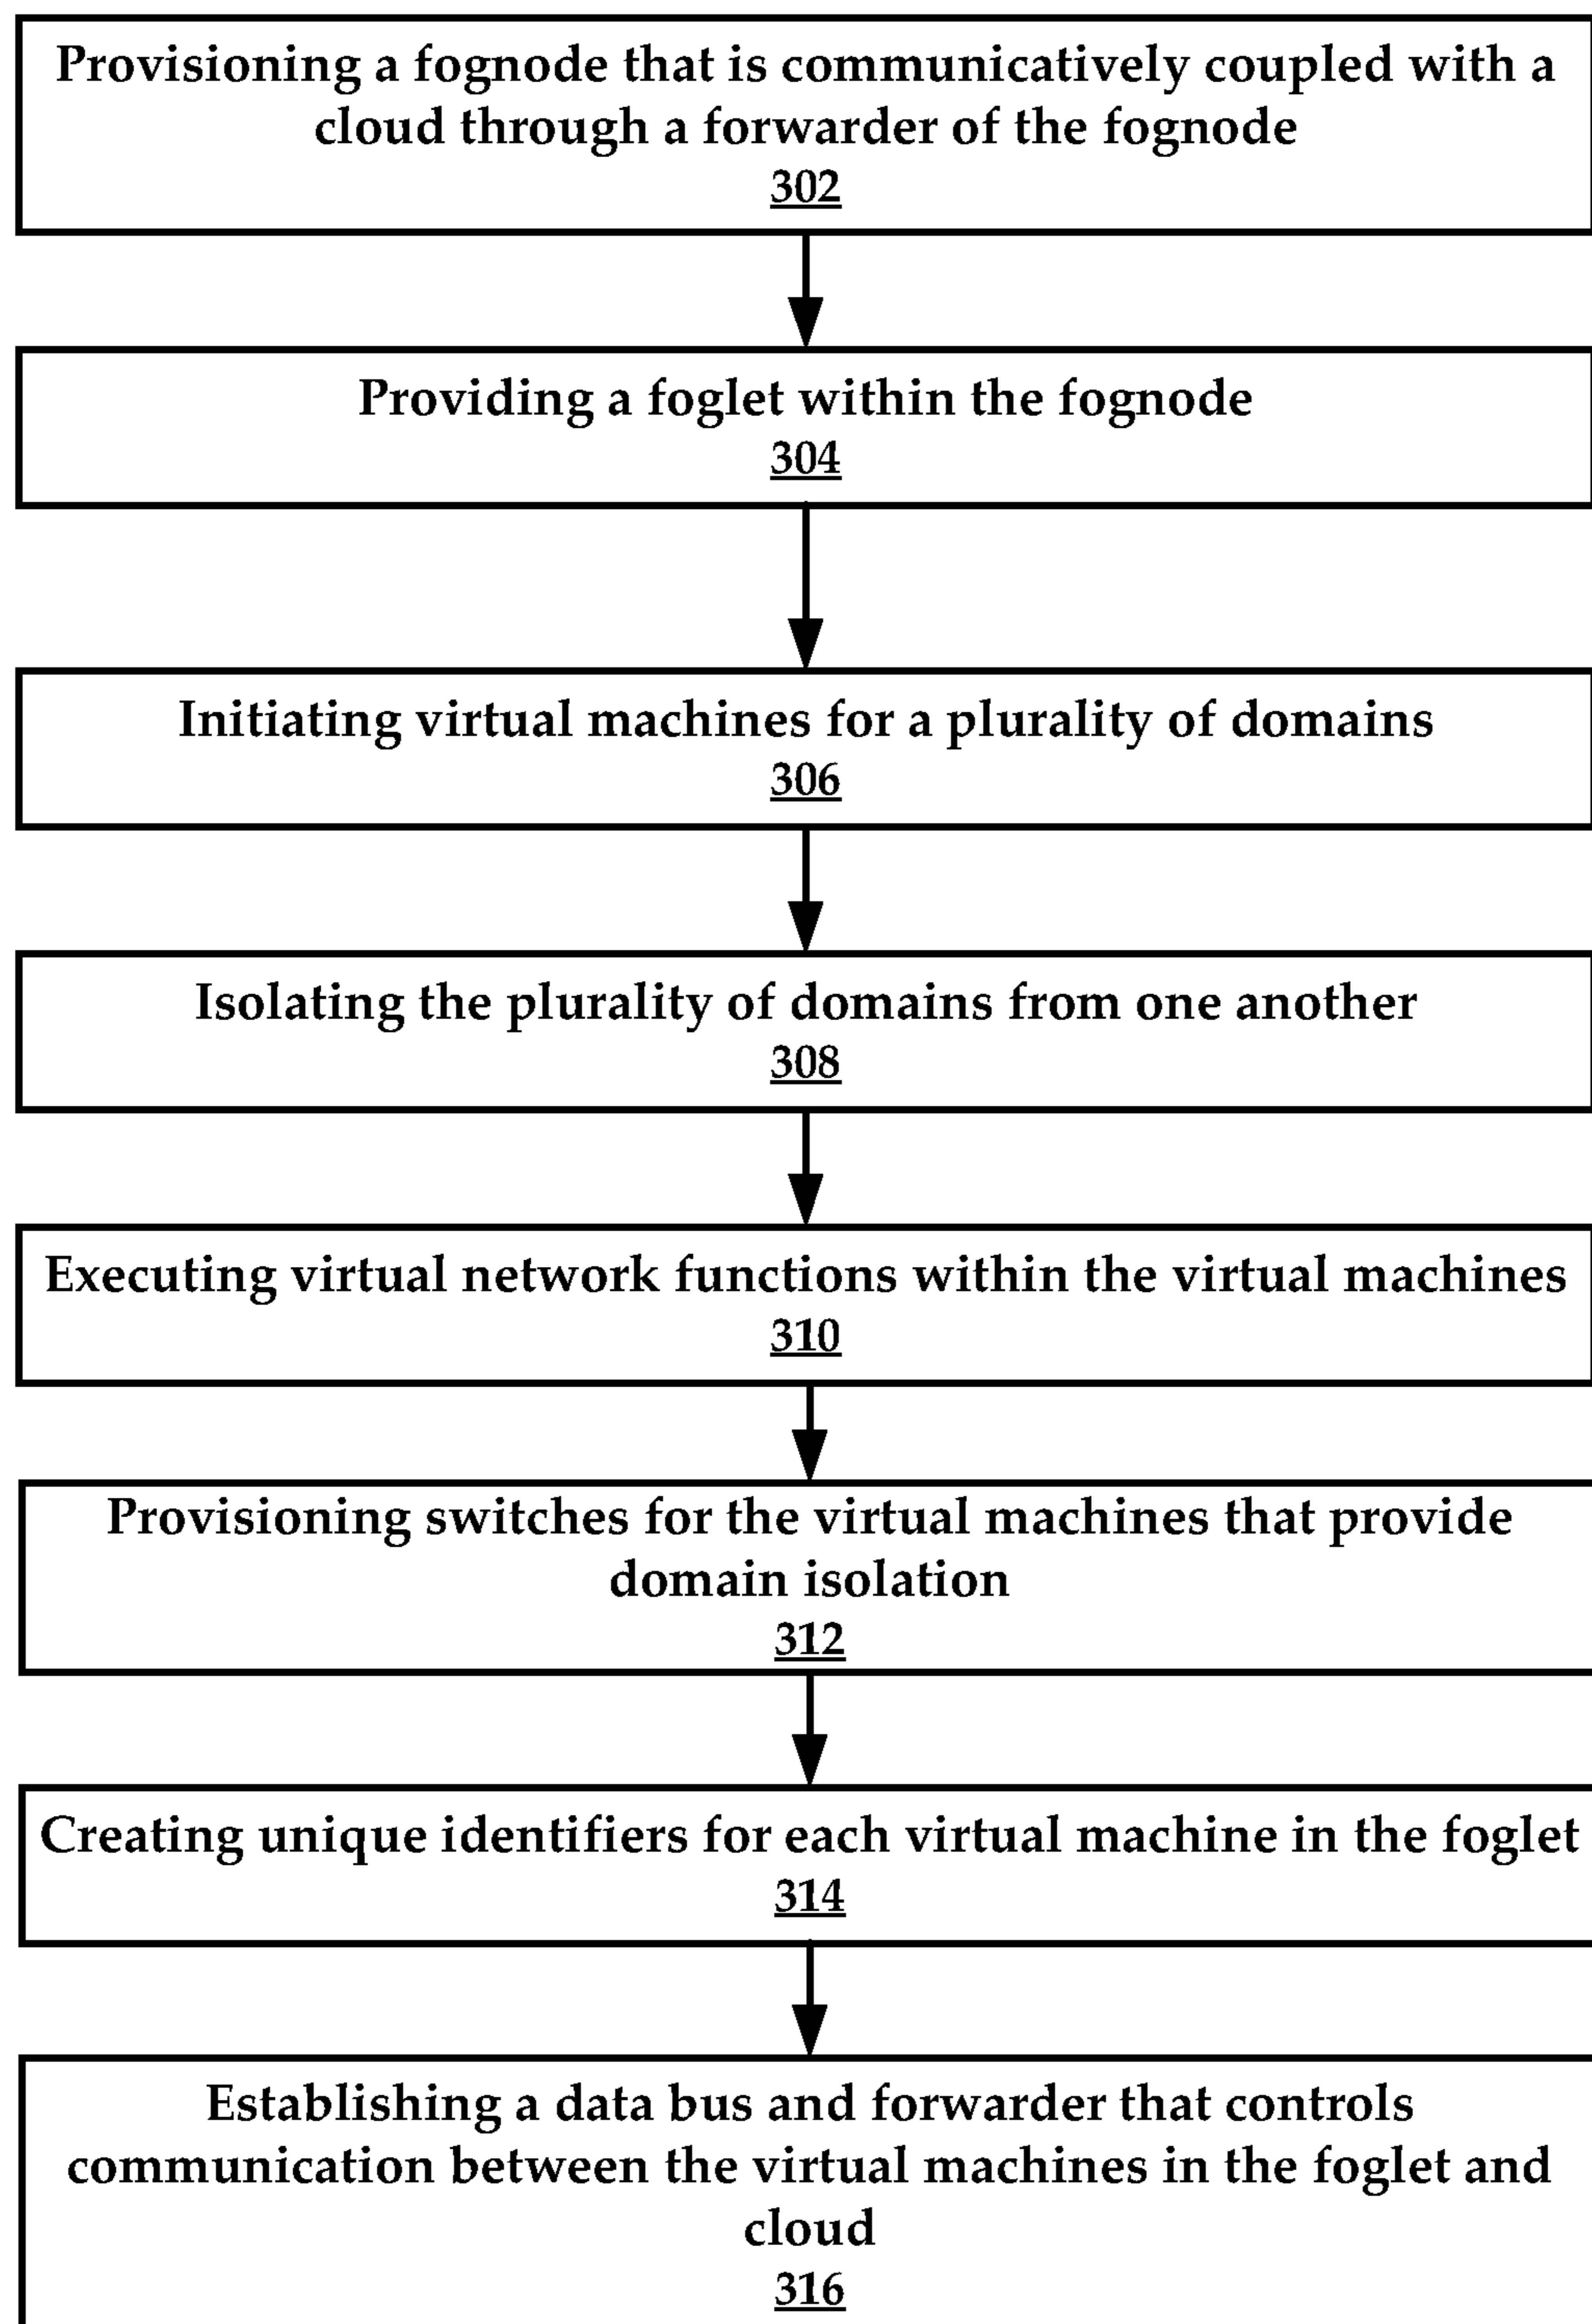 Provisioning a fognode that is communicatively coupled with a
cloud through a forwarder of the fognode
302
Providing a foglet within the fognode
304
Initiating virtual machines for a plurality of domains
306
Isolating the plurality of domains from one another
308
Executing virtual network functions within the virtual machines
310
Provisioning switches for the virtual machines that provide
domain isolation
312
Creating unique identifiers for each virtual machine in the foglet
314
Establishing a data bus and forwarder that controls
communication between the virtual machines in the foglet and
cloud
316